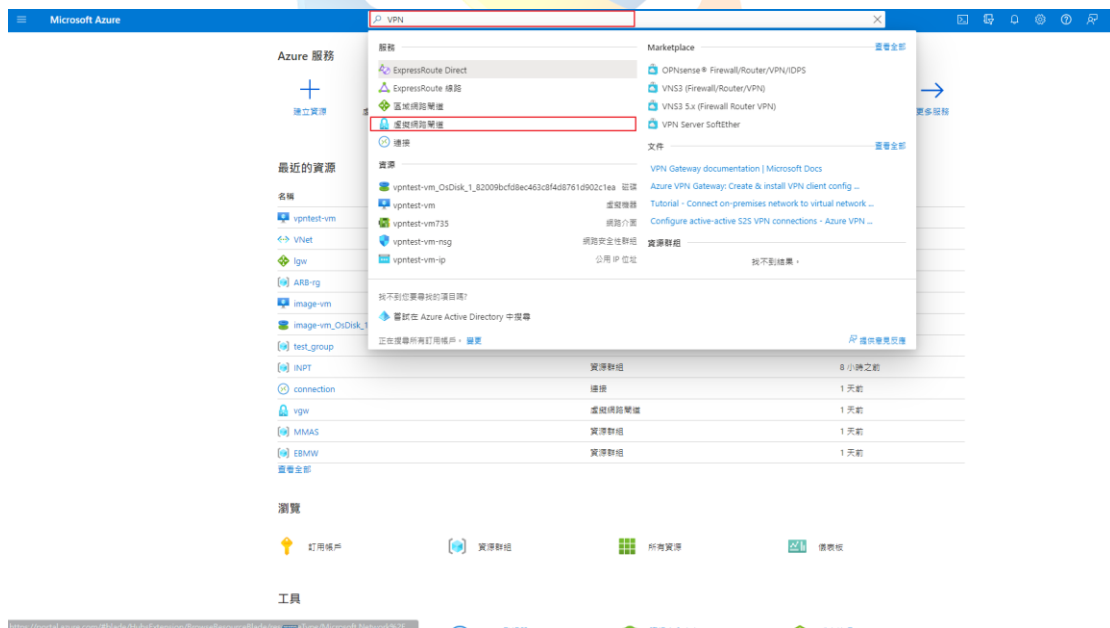 Microsoft Azure
VPN
Azure 服務
建立資源
更多服務
服務
ExpressRoute Direct
ExpressRoute 線路
區域網路閘道
虛擬網路閘道
連接
資源
vpntest-vm_OsDisk_1_82009bcfd8ec463c8f4d8761d902c1ea 磁碟
vpntest-vm 虛擬機器
vpntest-vm735 網路介面
vpntest-vm-nsg 網路安全性群組
vpntest-vm-ip 公用 IP 位址
Marketplace 查看全部
OPNsense® Firewall/Router/VPN/IDPS
VNS3 (Firewall/Router/VPN)
VNS3 5.x (Firewall Router VPN)
VPN Server SoftEther
文件 查看全部
VPN Gateway documentation | Microsoft Docs
Azure VPN Gateway: Create & install VPN client config ...
Tutorial - Connect on-premises network to virtual network ...
Configure active-active S2S VPN connections - Azure VPN ...
資源群組
找不到結果。
找不到您要尋找的項目嗎?
嘗試在 Azure Active Directory 中搜尋
正在搜尋所有訂用帳戶。 變更
提供意見反應
最近的資源
名稱
vpntest-vm
VNet
lgw
ARB-rg
image-vm
image-vm_OsDisk_1
test_group
INPT 資源群組 8 小時之前
connection 連接 1 天前
vgw 虛擬網路閘道 1 天前
MMAS 資源群組 1 天前
EBMW 資源群組 1 天前
查看全部
瀏覽
訂用帳戶
資源群組
所有資源
儀表板
工具